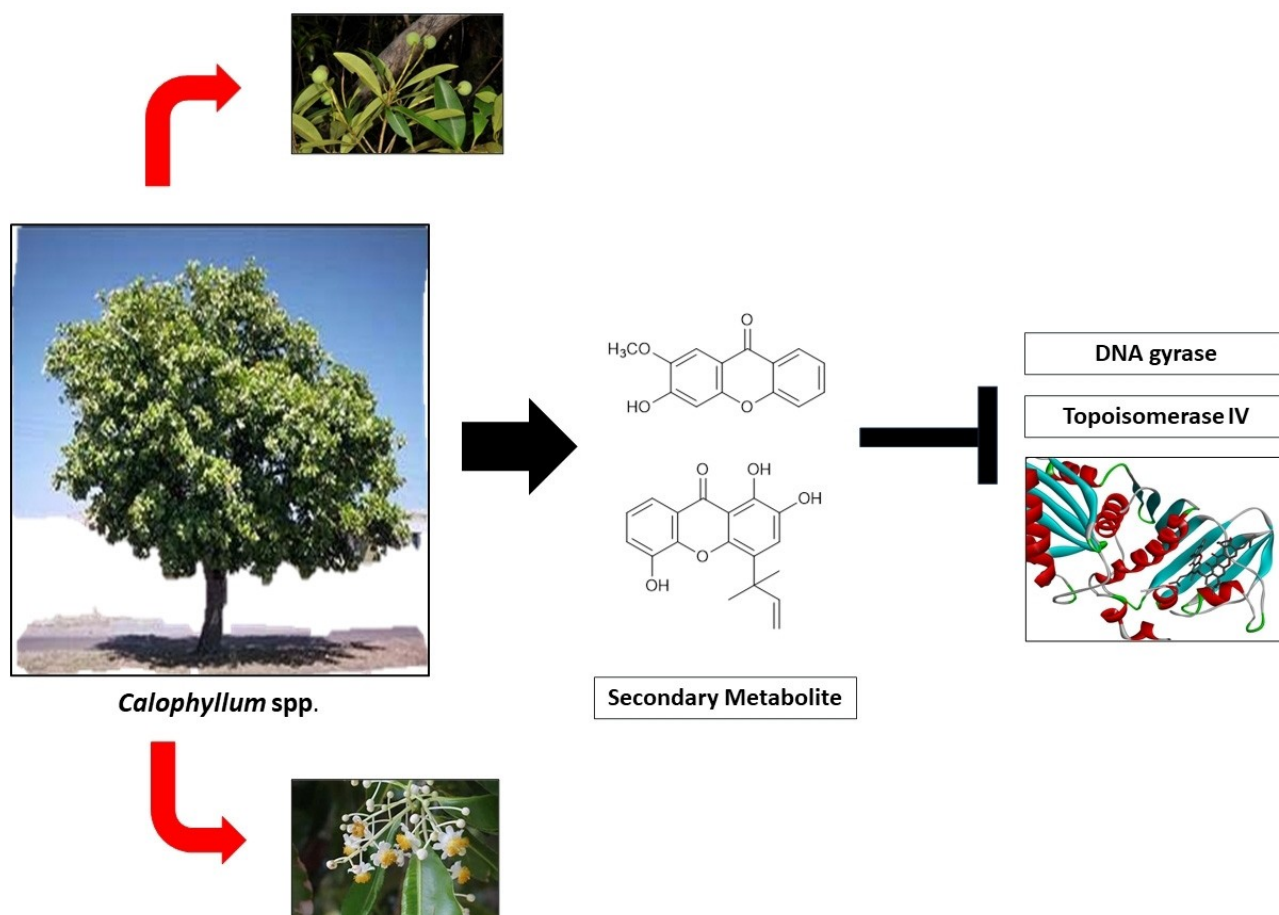 Calophyllum spp.
O
H₃CO
HO
O
O
OH
OH
O
OH
Secondary Metabolite
DNA gyrase
Topoisomerase IV